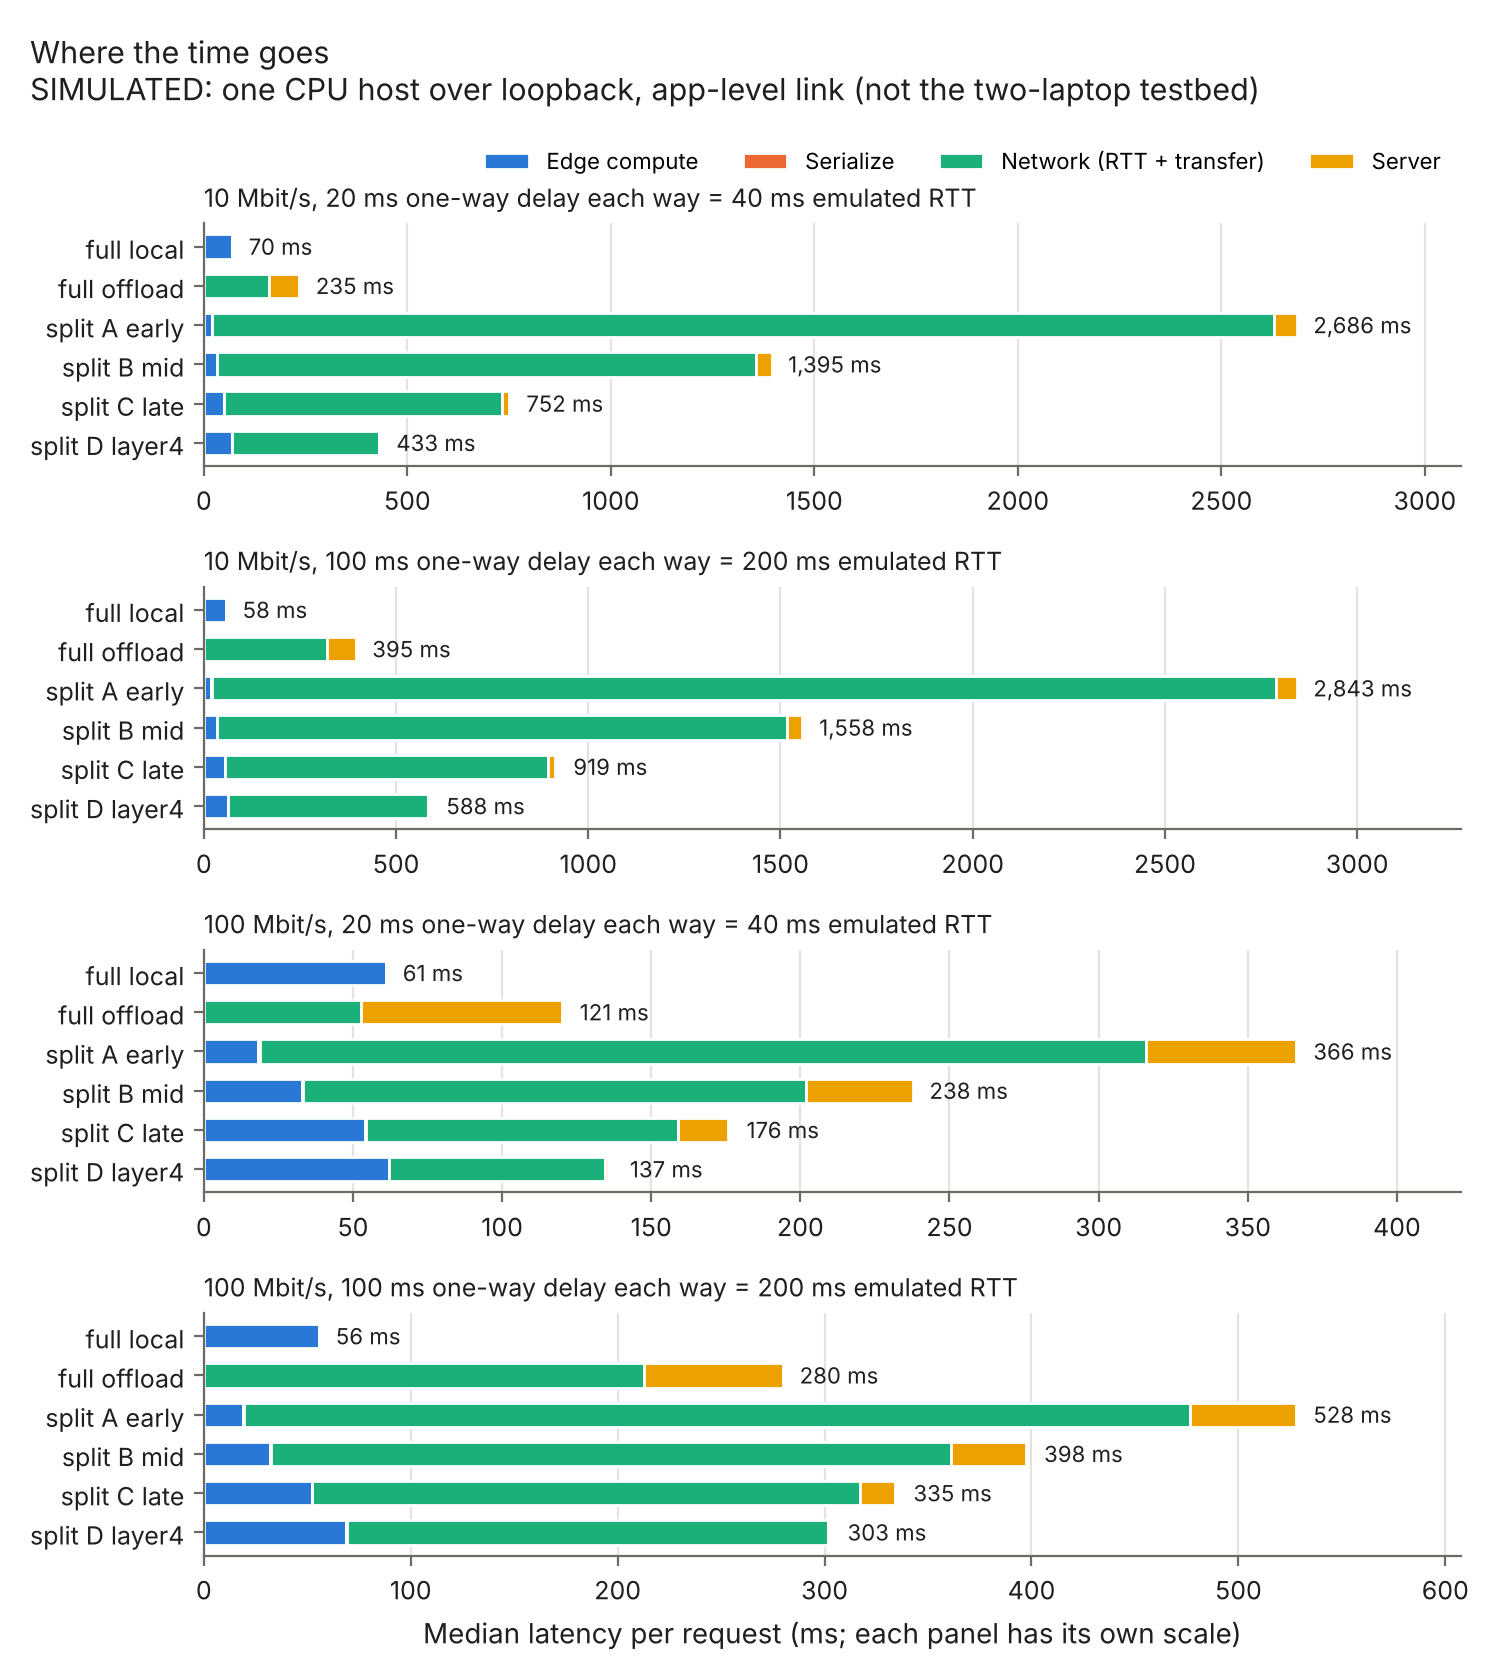 Where the time goes
SIMULATED: one CPU host over loopback, app-level link (not the two-laptop testbed)
Edge compute Serialize Network (RTT + transfer) Server
10 Mbit/s, 20 ms one-way delay each way = 40 ms emulated RTT
full local 70 ms
full offload 235 ms
split A early 2,686 ms
split B mid 1,395 ms
split C late 752 ms
split D layer4 433 ms
0 500 1000 1500 2000 2500 3000
10 Mbit/s, 100 ms one-way delay each way = 200 ms emulated RTT
full local 58 ms
full offload 395 ms
split A early 2,843 ms
split B mid 1,558 ms
split C late 919 ms
split D layer4 588 ms
0 500 1000 1500 2000 2500 3000
100 Mbit/s, 20 ms one-way delay each way = 40 ms emulated RTT
full local 61 ms
full offload 121 ms
split A early 366 ms
split B mid 238 ms
split C late 176 ms
split D layer4 137 ms
0 50 100 150 200 250 300 350 400
100 Mbit/s, 100 ms one-way delay each way = 200 ms emulated RTT
full local 56 ms
full offload 280 ms
split A early 528 ms
split B mid 398 ms
split C late 335 ms
split D layer4 303 ms
0 100 200 300 400 500 600
Median latency per request (ms; each panel has its own scale)